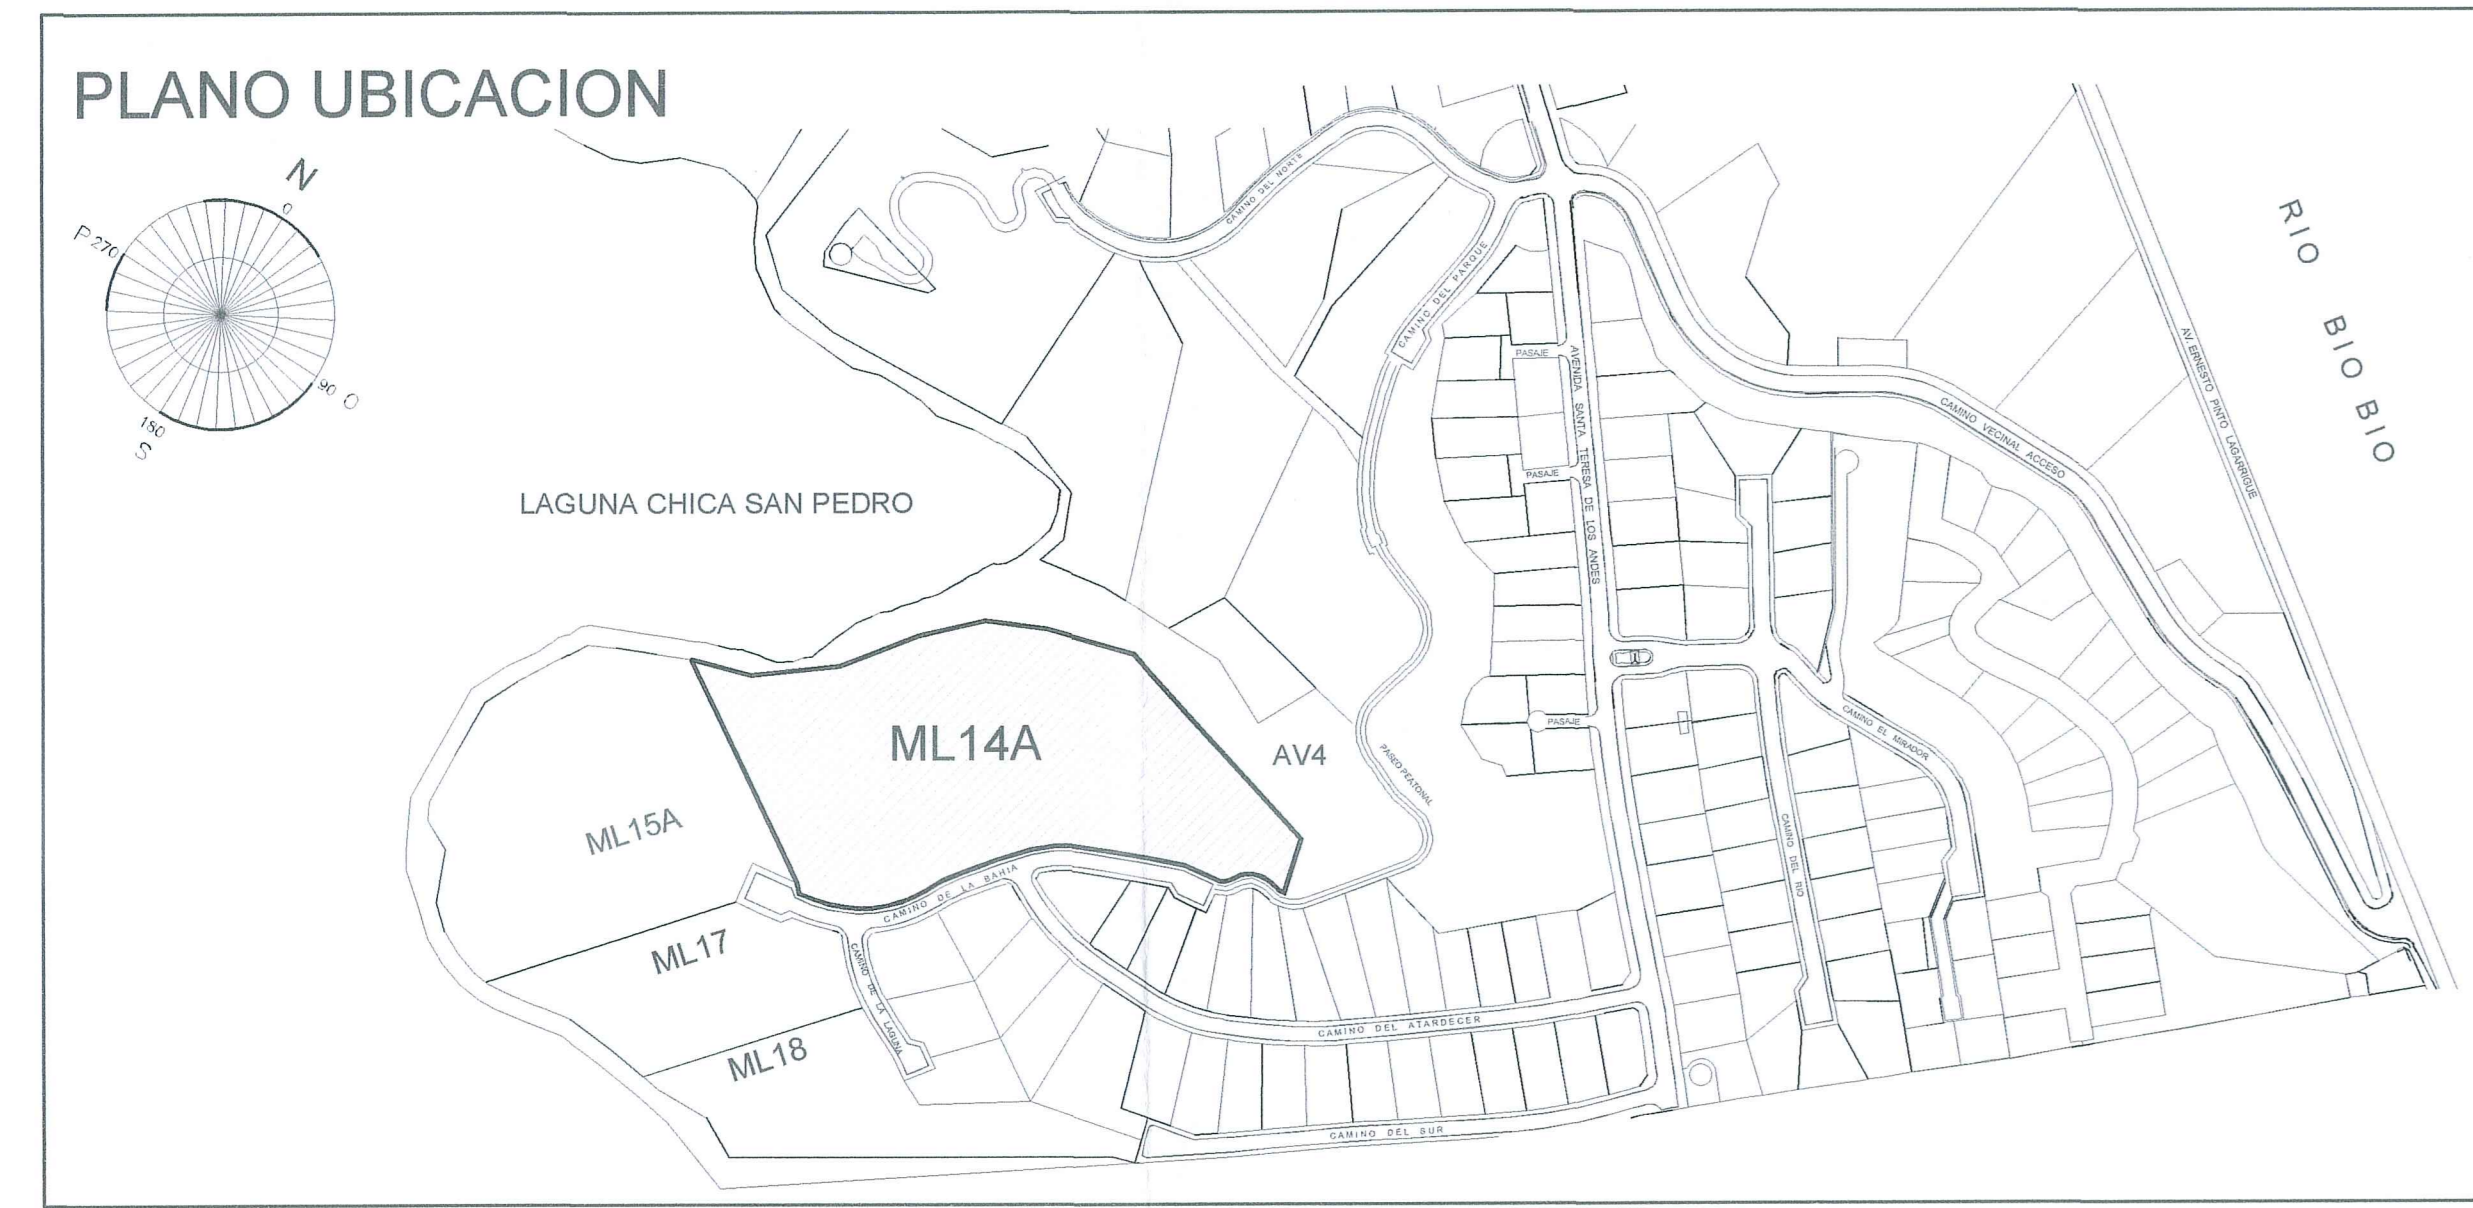 PLANO UBICACION
N
0
P 270
90 O
180
S
LAGUNA CHICA SAN PEDRO
RIO BIO BIO
CAMINO DEL NORTE
CAMINO DEL PARQUE
AV. ERNESTO PINTO LAGARRIGUE
CAMINO VECINAL ACCESO
PASAJE
AVENIDA SANTA TERESA DE LOS ANDES
PASAJE
PASAJE
CAMINO EL MIRADOR
ML14A
AV4
PASEO PEATONAL
ML15A
CAMINO DEL RIO
CAMINO DE LA BAHIA
ML17
CAMINO DE LA LAGUNA
ML18
CAMINO DEL ATARDECER
CAMINO DEL SUR